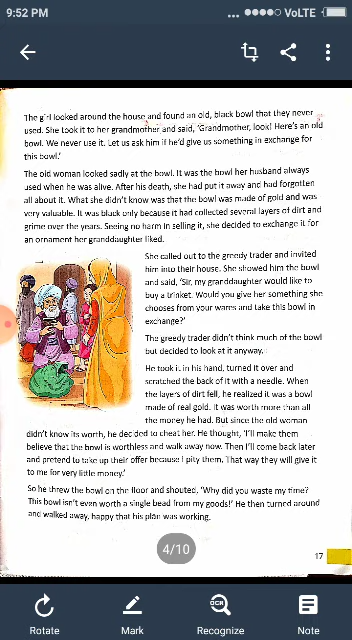 9:52 PM
VoLTE
The girl looked around the house and found an old, black bowl that they never
used. She took it to her grandmother and said, 'Grandmother, look! Here's an old
bowl. We never use it. Let us ask him if he'd give us something in exchange for
this bowl.'
The old woman looked sadly at the bowl. It was the bowl her husband always
used when he was alive. After his death, she had put it away and had forgotten
all about it. What she didn't know was that the bowl was made of gold and was
very valuable. It was black only because it had collected several layers of dirt and
grime over the years. Seeing no harm in selling it, she decided to exchange it for
an ornament her granddaughter liked.
She called out to the greedy trader and invited
him into their house. She showed him the bowl
and said, 'Sir, my granddaughter would like to
buy a trinket. Would you give her something she
chooses from your wares and take this bowl in
exchange?'
The greedy trader didn't think much of the bowl
but decided to look at it anyway.
He took it in his hand, turned it over and
scratched the back of it with a needle. When
the layers of dirt fell, he realized it was a bowl
made of real gold. It was worth more than all
the money he had. But since the old woman
didn't know its worth, he decided to cheat her. He thought, 'I'll make them
believe that the bowl is worthless and walk away now. Then I'll come back later
and pretend to take up their offer because I pity them. That way they will give it
to me for very little money.'
So he threw the bowl on the floor and shouted, 'Why did you waste my time?
This bowl isn't even worth a single bead from my goods!' He then turned around
and walked away, happy that his plan was working.
4/10
17
OCR
Rotate
Mark
Recognize
Note